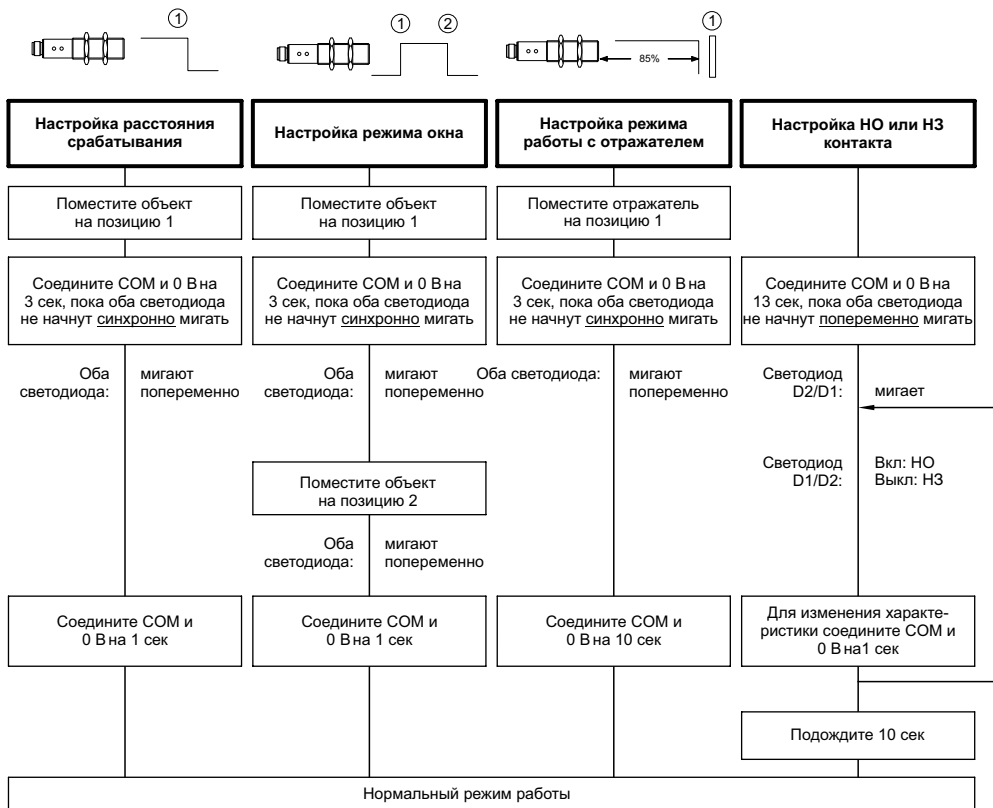 ①
① ②
①
85%
Настройка расстояния
срабатывания
Настройка режима окна
Настройка режима
работы с отражателем
Настройка НО или НЗ
контакта
Поместите объект
на позицию 1
Поместите объект
на позицию 1
Поместите отражатель
на позицию 1
Соедините COM и 0 В на
3 сек, пока оба светодиода
не начнут синхронно мигать
Соедините COM и 0 В на
3 сек, пока оба светодиода
не начнут синхронно мигать
Соедините COM и 0 В на
3 сек, пока оба светодиода
не начнут синхронно мигать
Соедините COM и 0 В на
13 сек, пока оба светодиода
не начнут попеременно мигать
Оба
светодиода:
мигают
попеременно
Оба
светодиода:
мигают
попеременно
Оба светодиода:
мигают
попеременно
Светодиод
D2/D1:
мигает
Светодиод
D1/D2:
Вкл: НО
Выкл: НЗ
Поместите объект
на позицию 2
Оба
светодиода:
мигают
попеременно
Соедините COM и
0 В на 1 сек
Соедините COM и
0 В на 1 сек
Соедините COM и
0 В на 10 сек
Для изменения характе-
ристики соедините COM и
0 В на1 сек
Подождите 10 сек
Нормальный режим работы